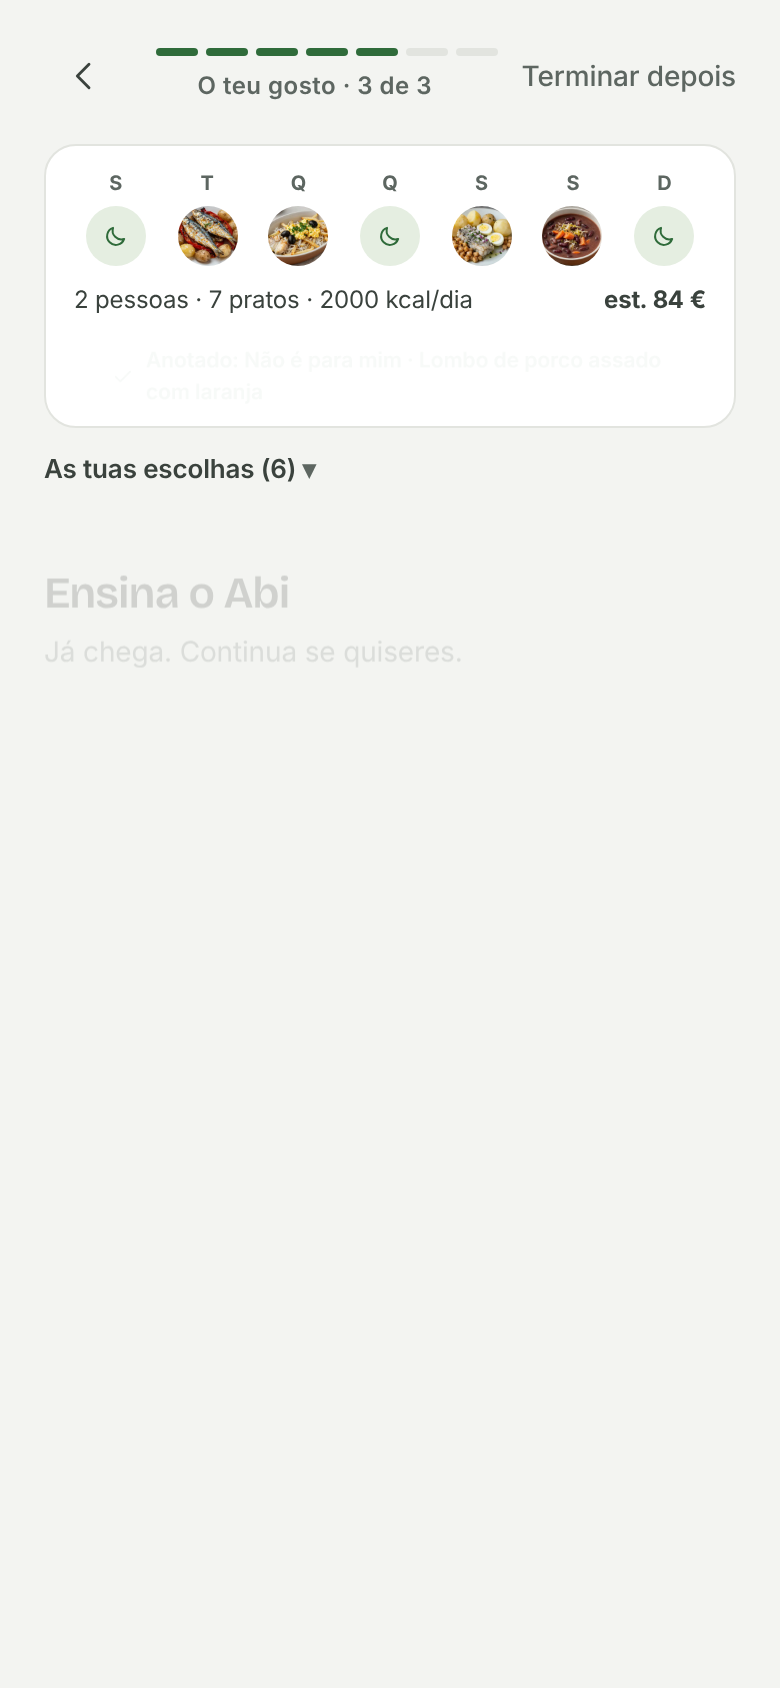 O teu gosto · 3 de 3
Terminar depois
S T Q Q S S D
2 pessoas · 7 pratos · 2000 kcal/dia
est. 84 €
Anotado: Não é para mim · Lombo de porco assado
com laranja
As tuas escolhas (6) ▾
Ensina o Abi
Já chega. Continua se quiseres.